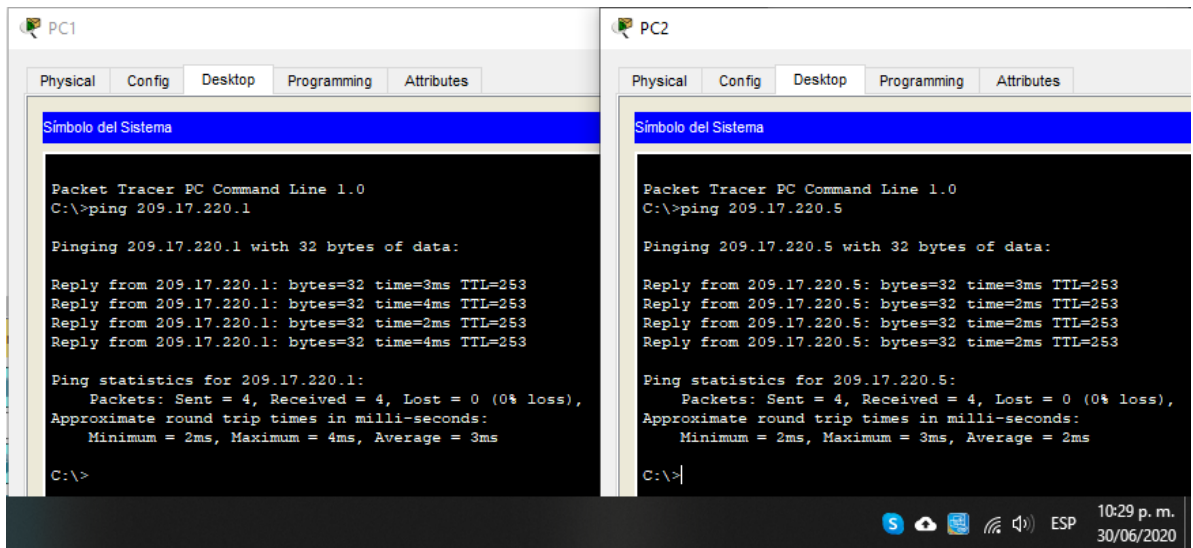 PC1
Physical Config Desktop Programming Attributes
Símbolo del Sistema
Packet Tracer PC Command Line 1.0
C:\>ping 209.17.220.1
Pinging 209.17.220.1 with 32 bytes of data:
Reply from 209.17.220.1: bytes=32 time=3ms TTL=253
Reply from 209.17.220.1: bytes=32 time=4ms TTL=253
Reply from 209.17.220.1: bytes=32 time=2ms TTL=253
Reply from 209.17.220.1: bytes=32 time=4ms TTL=253
Ping statistics for 209.17.220.1:
Packets: Sent = 4, Received = 4, Lost = 0 (0% loss),
Approximate round trip times in milli-seconds:
Minimum = 2ms, Maximum = 4ms, Average = 3ms
C:\>
PC2
Physical Config Desktop Programming Attributes
Símbolo del Sistema
Packet Tracer PC Command Line 1.0
C:\>ping 209.17.220.5
Pinging 209.17.220.5 with 32 bytes of data:
Reply from 209.17.220.5: bytes=32 time=3ms TTL=253
Reply from 209.17.220.5: bytes=32 time=2ms TTL=253
Reply from 209.17.220.5: bytes=32 time=2ms TTL=253
Reply from 209.17.220.5: bytes=32 time=2ms TTL=253
Ping statistics for 209.17.220.5:
Packets: Sent = 4, Received = 4, Lost = 0 (0% loss),
Approximate round trip times in milli-seconds:
Minimum = 2ms, Maximum = 3ms, Average = 2ms
C:\>
S
ESP
10:29 p. m.
30/06/2020